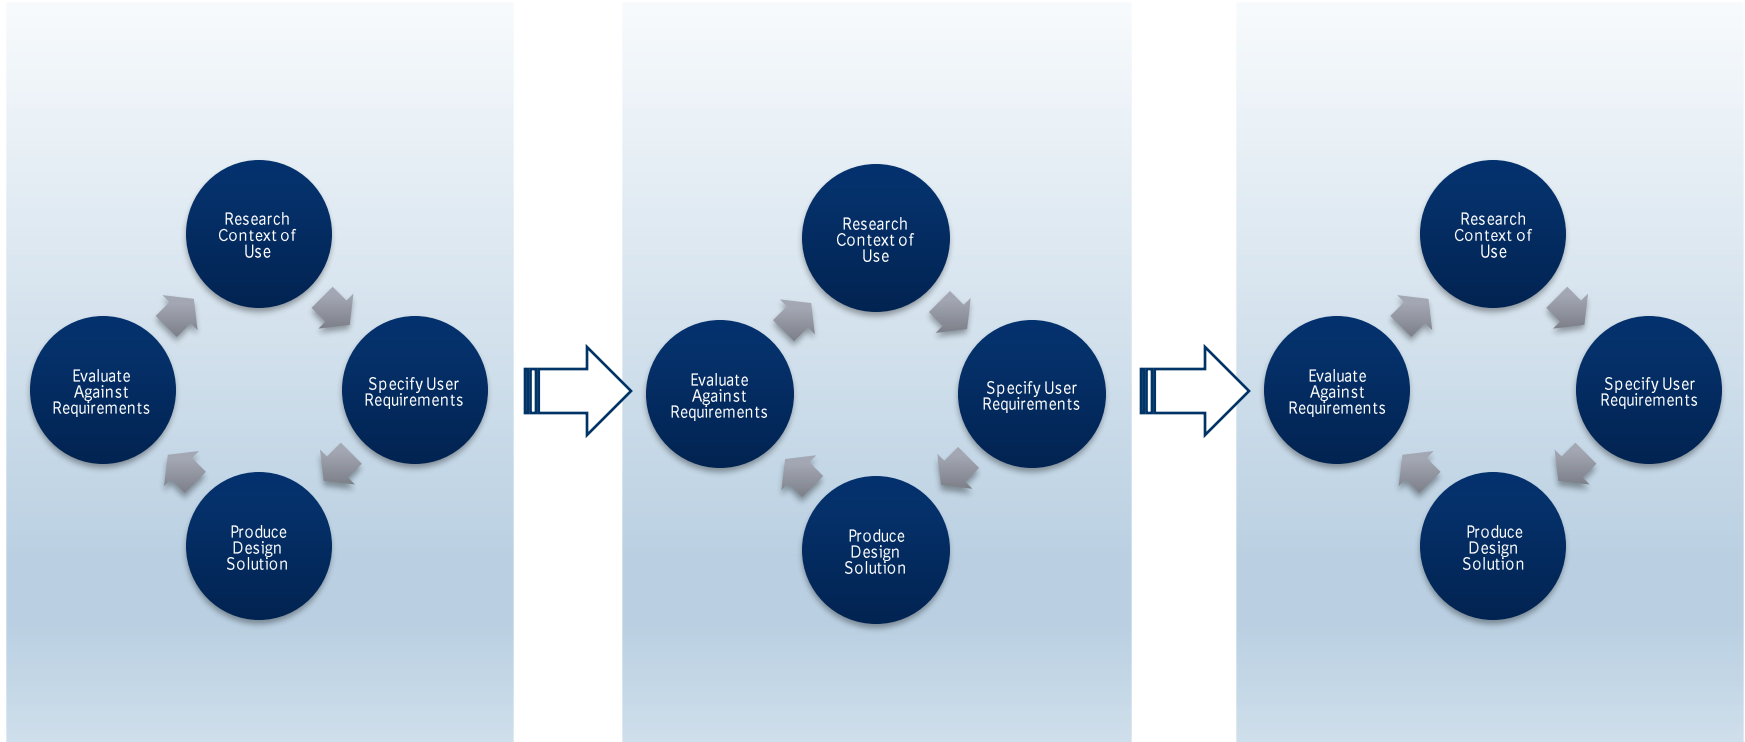 Research
Context of
Use
Specify User
Requirements
Produce
Design
Solution
Evaluate
Against
Requirements
Research
Context of
Use
Specify User
Requirements
Produce
Design
Solution
Evaluate
Against
Requirements
Research
Context of
Use
Specify User
Requirements
Produce
Design
Solution
Evaluate
Against
Requirements